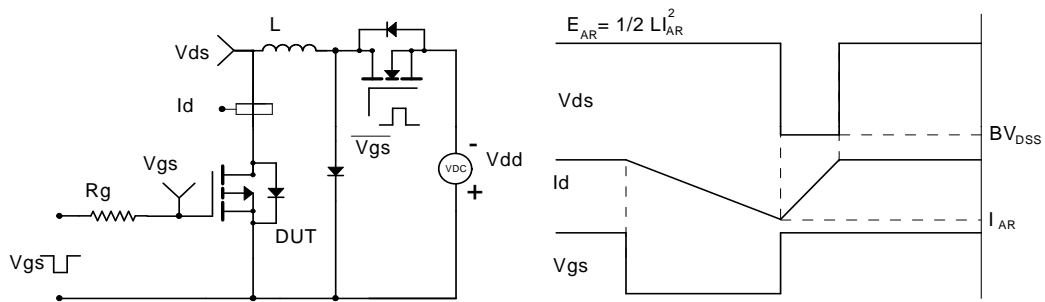 L
Vds
Id
Vgs
Vgs
- Vdd
VDC
+
Rg
DUT
Vgs
E_AR= 1/2 LI_AR^2
Vds
BV_DSS
Id
I_AR
Vgs